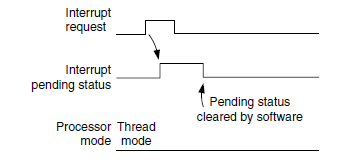 Interrupt
request
Interrupt
pending status
Pending status
cleared by software
Processor Thread
mode mode